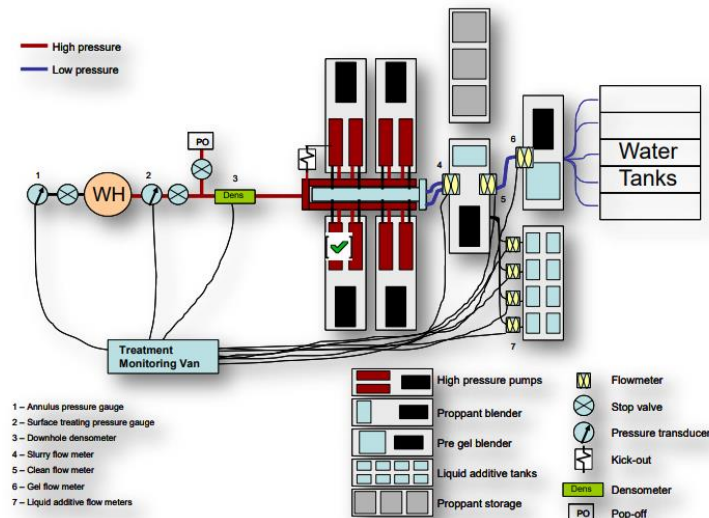 High pressure
Low pressure
PO
1
2
3
WH
Dens
4
5
6
Water
Tanks
7
Treatment
Monitoring Van
1 – Annulus pressure gauge
2 – Surface treating pressure gauge
3 – Downhole densometer
4 – Slurry flow meter
5 – Clean flow meter
6 – Gel flow meter
7 – Liquid additive flow meters
High pressure pumps
Proppant blender
Pre gel blender
Liquid additive tanks
Proppant storage
Flowmeter
Stop valve
Pressure transducer
Kick-out
Dens
Densometer
PO
Pop-off